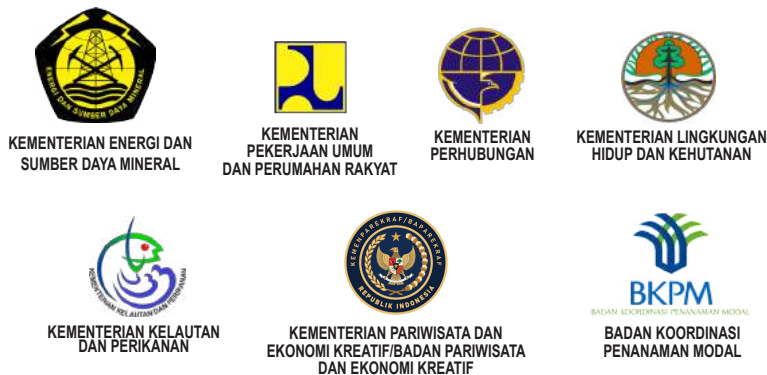 ENERGI DAN SUMBER DAYA MINERAL
KEMENTERIAN ENERGI DAN
SUMBER DAYA MINERAL
KEMENTERIAN
PEKERJAAN UMUM
DAN PERUMAHAN RAKYAT
KEMENTERIAN
PERHUBUNGAN
KEMENTERIAN LINGKUNGAN
HIDUP DAN KEHUTANAN
KEMENTERIAN KELAUTAN DAN PERIKANAN
KEMENTERIAN KELAUTAN
DAN PERIKANAN
KEMENPAREKRAF/BAPAREKRAF
REPUBLIK INDONESIA
KEMENTERIAN PARIWISATA DAN
EKONOMI KREATIF/BADAN PARIWISATA
DAN EKONOMI KREATIF
BKPM
BADAN KOORDINASI PENANAMAN MODAL
BADAN KOORDINASI
PENANAMAN MODAL